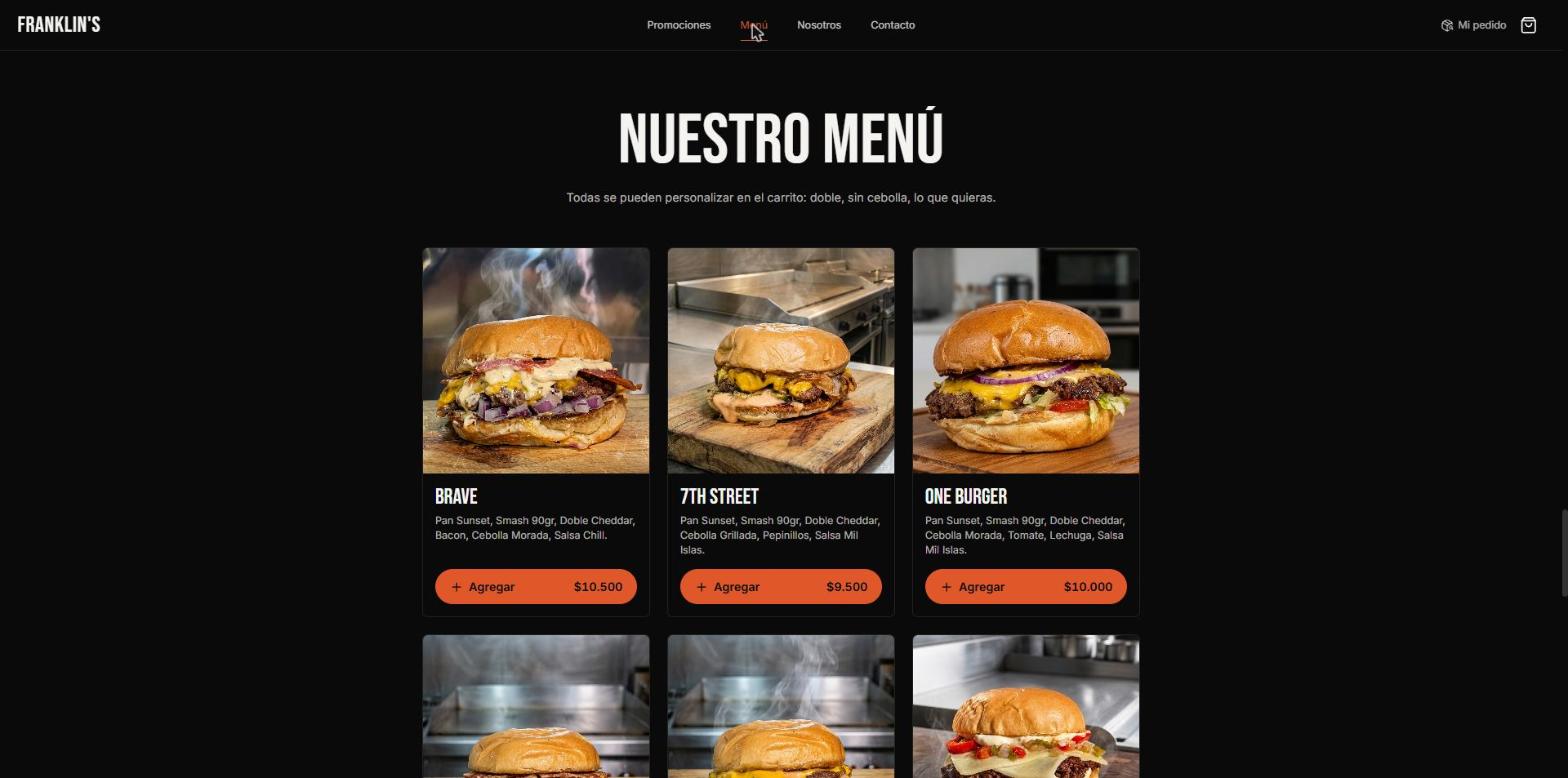 FRANKLIN'S
Promociones
Menú
Nosotros
Contacto
Mi pedido
NUESTRO MENÚ
Todas se pueden personalizar en el carrito: doble, sin cebolla, lo que quieras.
BRAVE
Pan Sunset, Smash 90gr, Doble Cheddar,
Bacon, Cebolla Morada, Salsa Chill.
+ Agregar $10.500
7TH STREET
Pan Sunset, Smash 90gr, Doble Cheddar,
Cebolla Grillada, Pepinillos, Salsa Mil
Islas.
+ Agregar $9.500
ONE BURGER
Pan Sunset, Smash 90gr, Doble Cheddar,
Cebolla Morada, Tomate, Lechuga, Salsa
Mil Islas.
+ Agregar $10.000